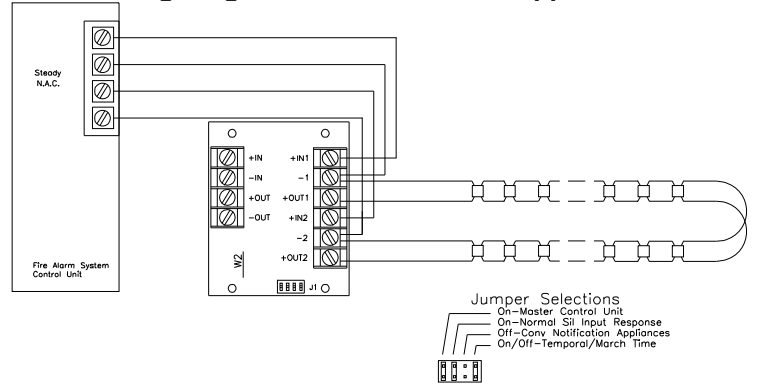 Steady
N.A.C.
Fire Alarm System
Control Unit
+IN
-IN
+OUT
-OUT
+IN1
-1
+OUT1
+IN2
-2
+OUT2
W2
J1
Jumper Selections
On-Master Control Unit
On-Normal Sil Input Response
Off-Conv Notification Appliances
On/Off-Temporal/March Time